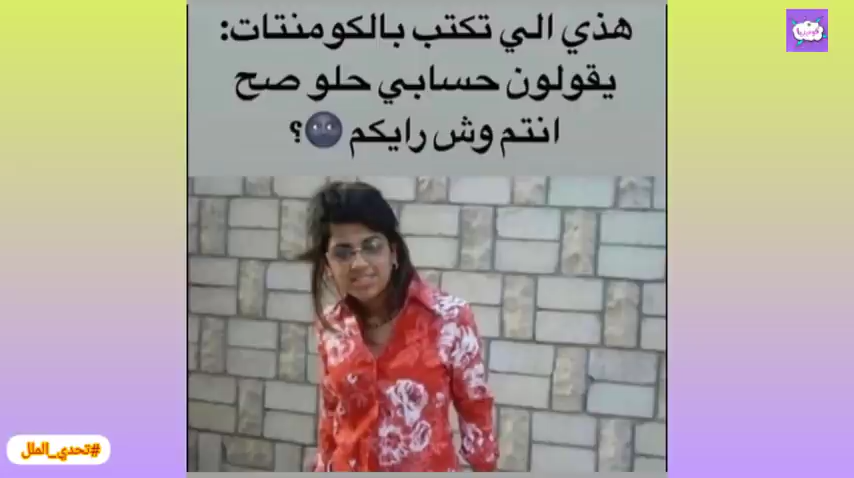 هذي الي تكتب بالكومنتات:
يقولون حسابي حلو صح
انتم وش رايكم 🌚؟
#تحدي_الملل